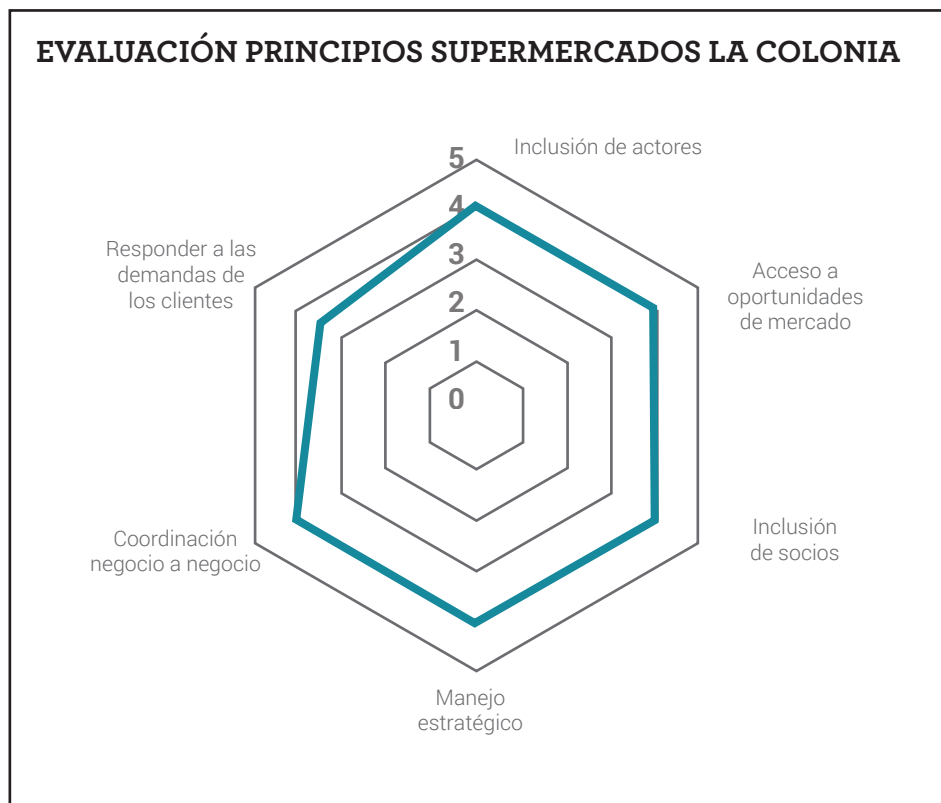 EVALUACIÓN PRINCIPIOS SUPERMERCADOS LA COLONIA
Inclusión de actores
5
4
3
2
1
0
Acceso a
oportunidades
de mercado
Inclusión
de socios
Manejo
estratégico
Coordinación
negocio a negocio
Responder a las
demandas de
los clientes